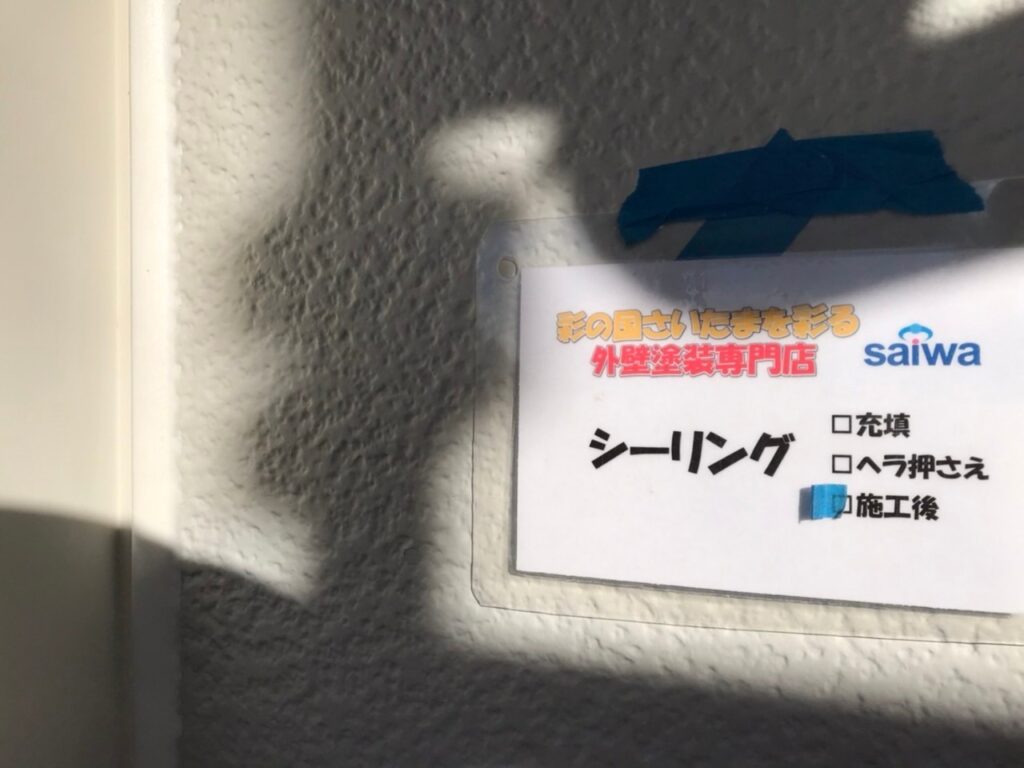 彩の国さいたまを彩る
外壁塗装専門店
saiwa
シーリング
□充填
□ヘラ押さえ
□施工後